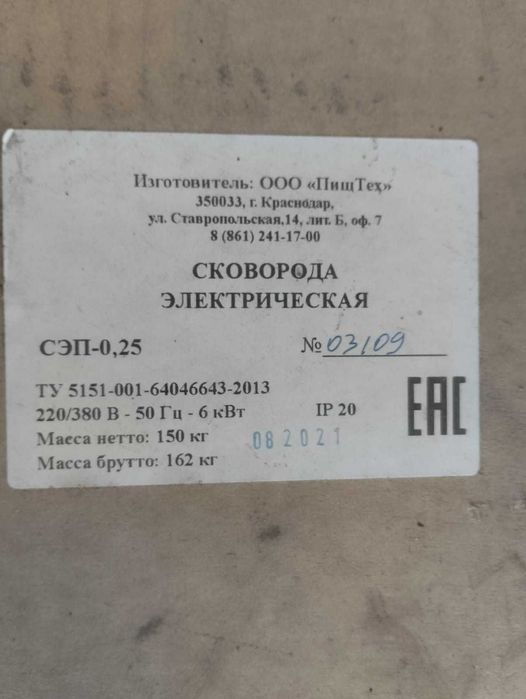 Изготовитель: ООО «ПищТех»
350033, г. Краснодар,
ул. Ставропольская,14, лит. Б, оф. 7
8 (861) 241-17-00
СКОВОРОДА
ЭЛЕКТРИЧЕСКАЯ
СЭП-0,25 №03109
ТУ 5151-001-64046643-2013
220/380 В - 50 Гц - 6 кВт IP 20
Масса нетто: 150 кг 08 2021
Масса брутто: 162 кг
EAC